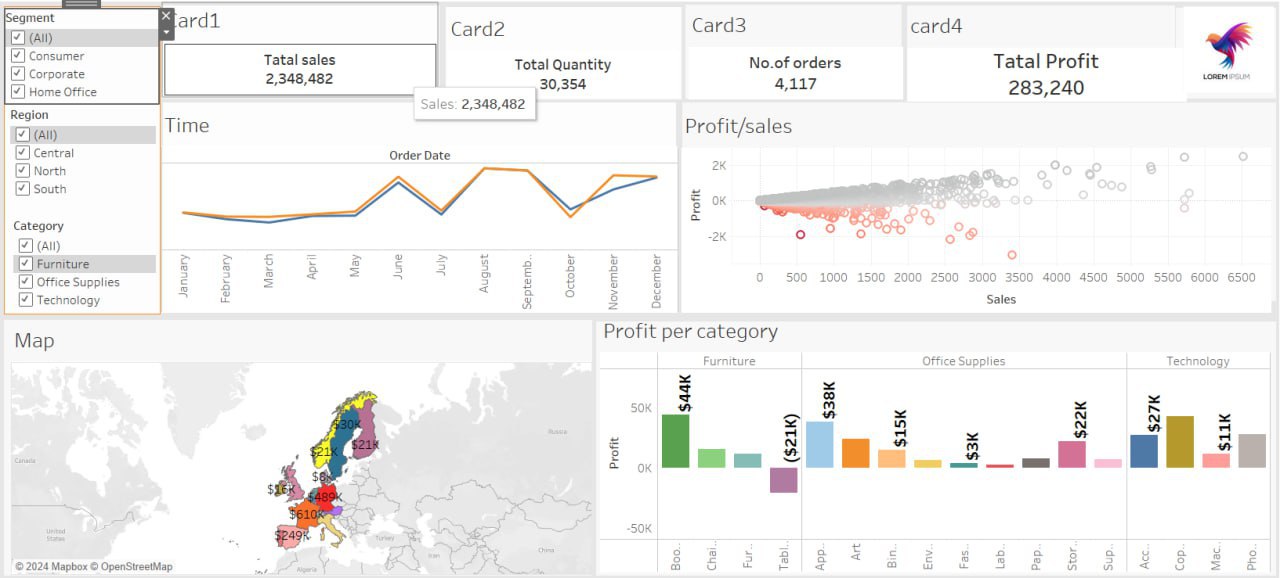 Segment
(All)
Consumer
Corporate
Home Office
Region
(All)
Central
North
South
Category
(All)
Furniture
Office Supplies
Technology
Card1
Tatal sales
2,348,482
Sales: 2,348,482
Card2
Total Quantity
30,354
Card3
No.of orders
4,117
card4
Tatal Profit
283,240
LOREM IPSUM
Time
Order Date
January
February
March
April
May
June
July
August
Septemb..
October
November
December
Profit/sales
Profit
2K
0K
-2K
0 500 1000 1500 2000 2500 3000 3500 4000 4500 5000 5500 6000 6500
Sales
Map
Canada
United
States
Russia
China
Turkey
Iran
Algeria
$30K
$21K
$21K
$8K
$16K
$489K
$610K
$249K
© 2024 Mapbox © OpenStreetMap
Profit per category
Furniture Office Supplies Technology
Profit
50K
0K
-50K
$44K
($21K)
$38K
$15K
$3K
$22K
$27K
$11K
Boo..
Chai..
Fur..
Tabl..
App..
Art
Bin..
Env..
Fas..
Lab..
Pap..
Stor..
Sup..
Acc..
Cop..
Mac..
Pho..